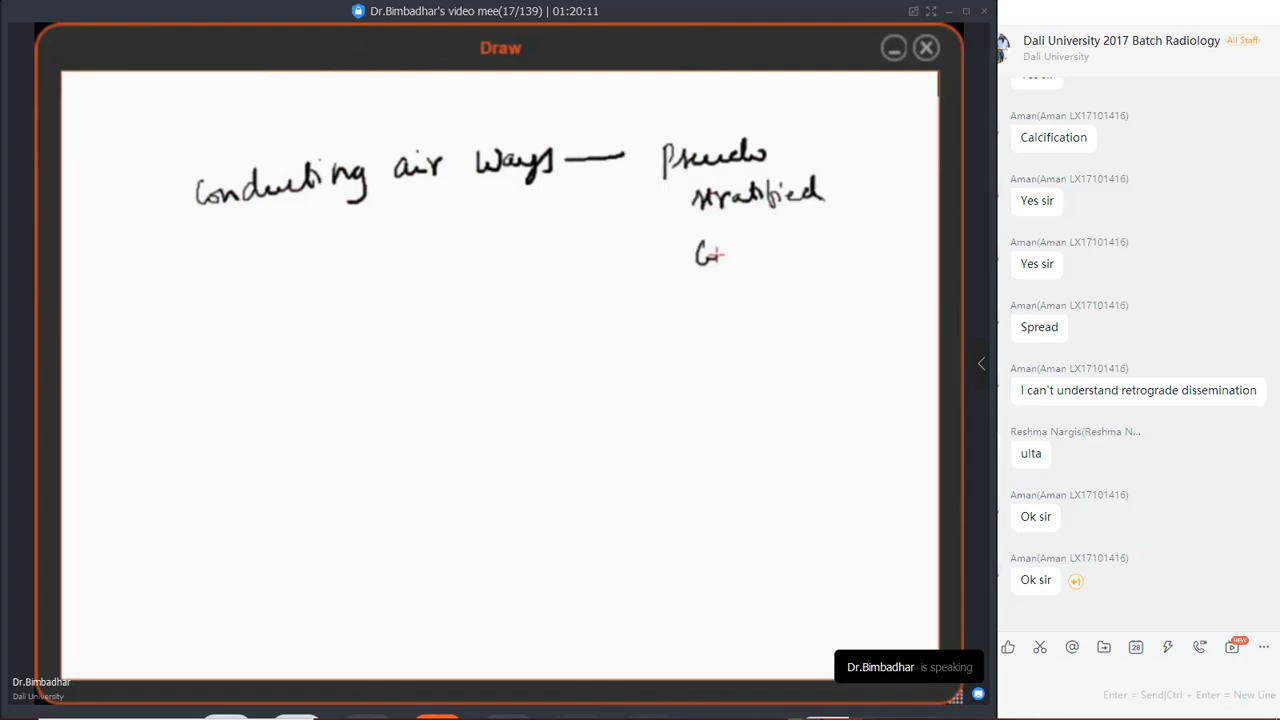 Dr.Bimbadhar's video mee(17/139) | 01:20:11
Draw
Conducting air ways — Pseudo
stratified
Dr.Bimbadhar
Dali University
Dr.Bimbadhar is speaking
Dali University 2017 Batch Radiology All Staff
Dali University
Yes sir
Aman(Aman LX17101416)
Calcification
Aman(Aman LX17101416)
Yes sir
Aman(Aman LX17101416)
Yes sir
Aman(Aman LX17101416)
Spread
Aman(Aman LX17101416)
I can't understand retrograde dissemination
Reshma Nargis(Reshma N...
ulta
Aman(Aman LX17101416)
Ok sir
Aman(Aman LX17101416)
Ok sir +1
28 NEW
Enter = Send|Ctrl + Enter = New Line